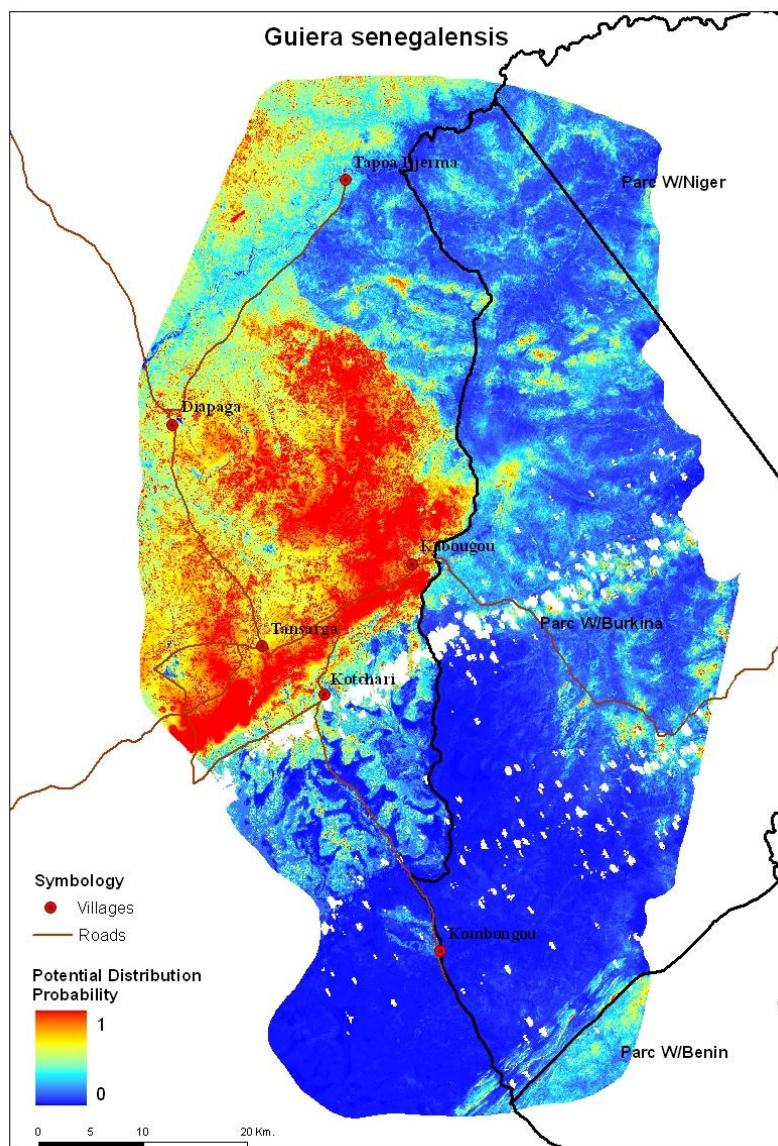 Guiera senegalensis
Tapoa Djerma
Parc W/Niger
Diapaga
Kabougou
Parc W/Burkina
Tansarga
Kotchari
Symbology
Villages
Roads
Kombongou
Potential Distribution
Probability
1
0
Parc W/Benin
0 5 10 20 Km.